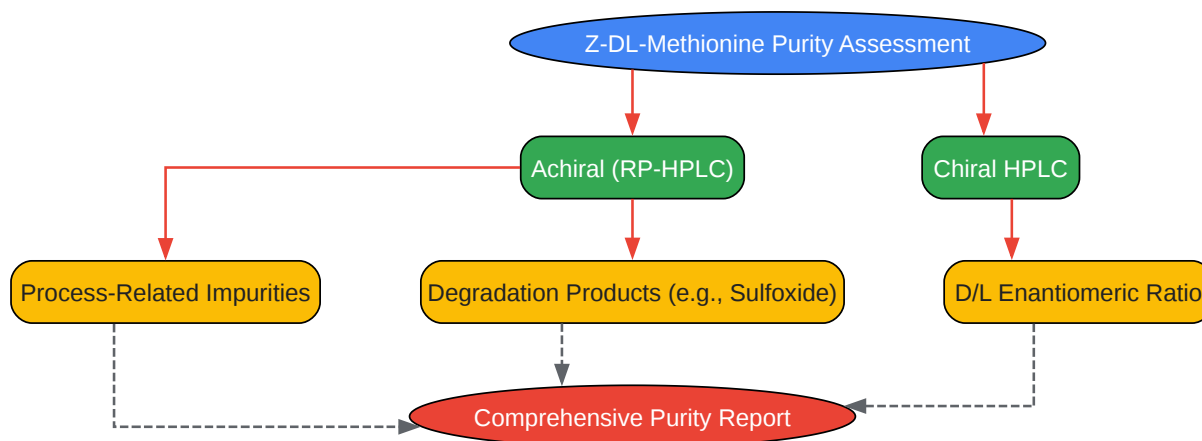 Z-DL-Methionine Purity Assessment
Achiral (RP-HPLC)
Chiral HPLC
Process-Related Impurities
Degradation Products (e.g., Sulfoxide)
D/L Enantiomeric Ratio
Comprehensive Purity Report